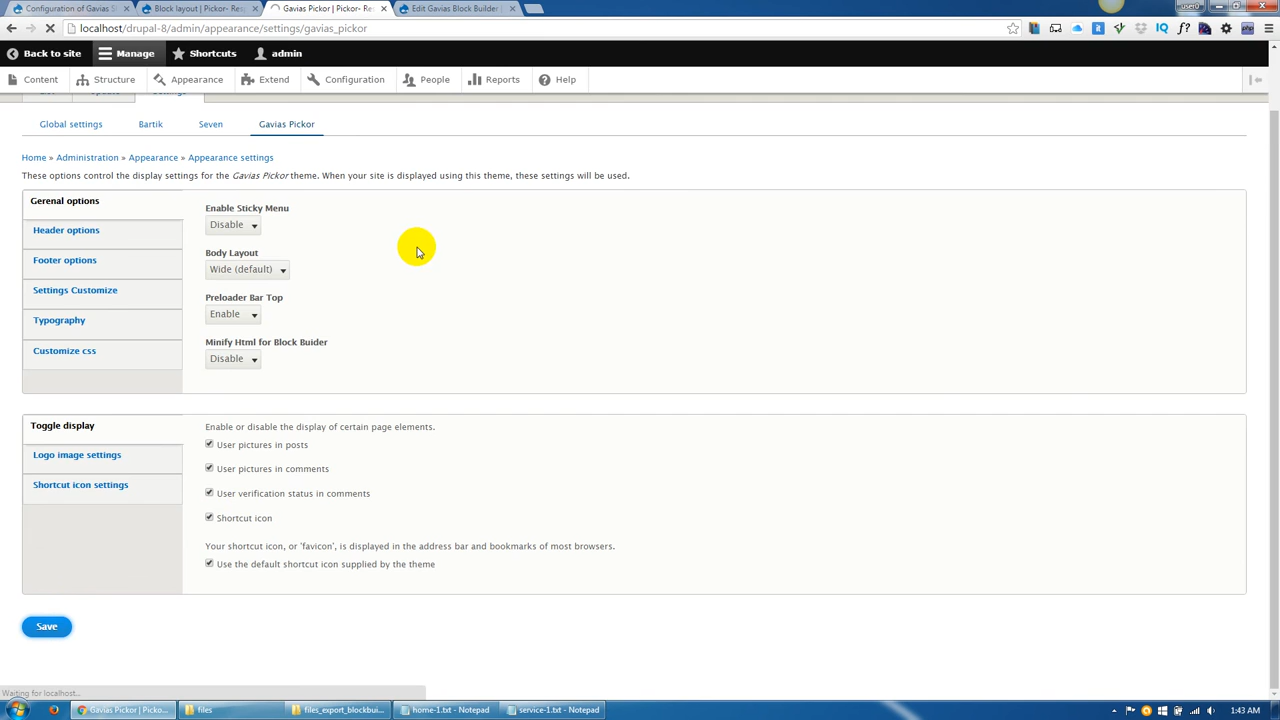 Configuration of Gavias S
Block layout | Pickor- Res
Gavias Pickor | Pickor- Re
Edit Gavias Block Builder |
user0
localhost/drupal-8/admin/appearance/settings/gavias_pickor
Back to site
Manage
Shortcuts
admin
Content
Structure
Appearance
Extend
Configuration
People
Reports
Help
List
Update
Settings
Global settings
Bartik
Seven
Gavias Pickor
Home » Administration » Appearance » Appearance settings
These options control the display settings for the Gavias Pickor theme. When your site is displayed using this theme, these settings will be used.
Gerenal options
Header options
Footer options
Settings Customize
Typography
Customize css
Enable Sticky Menu
Disable
Body Layout
Wide (default)
Preloader Bar Top
Enable
Minify Html for Block Buider
Disable
Toggle display
Logo image settings
Shortcut icon settings
Enable or disable the display of certain page elements.
User pictures in posts
User pictures in comments
User verification status in comments
Shortcut icon
Your shortcut icon, or 'favicon', is displayed in the address bar and bookmarks of most browsers.
Use the default shortcut icon supplied by the theme
Save
Waiting for localhost...
Gavias Pickor | Picko...
files
files_export_blockbui...
home-1.txt - Notepad
service-1.txt - Notepad
1:43 AM